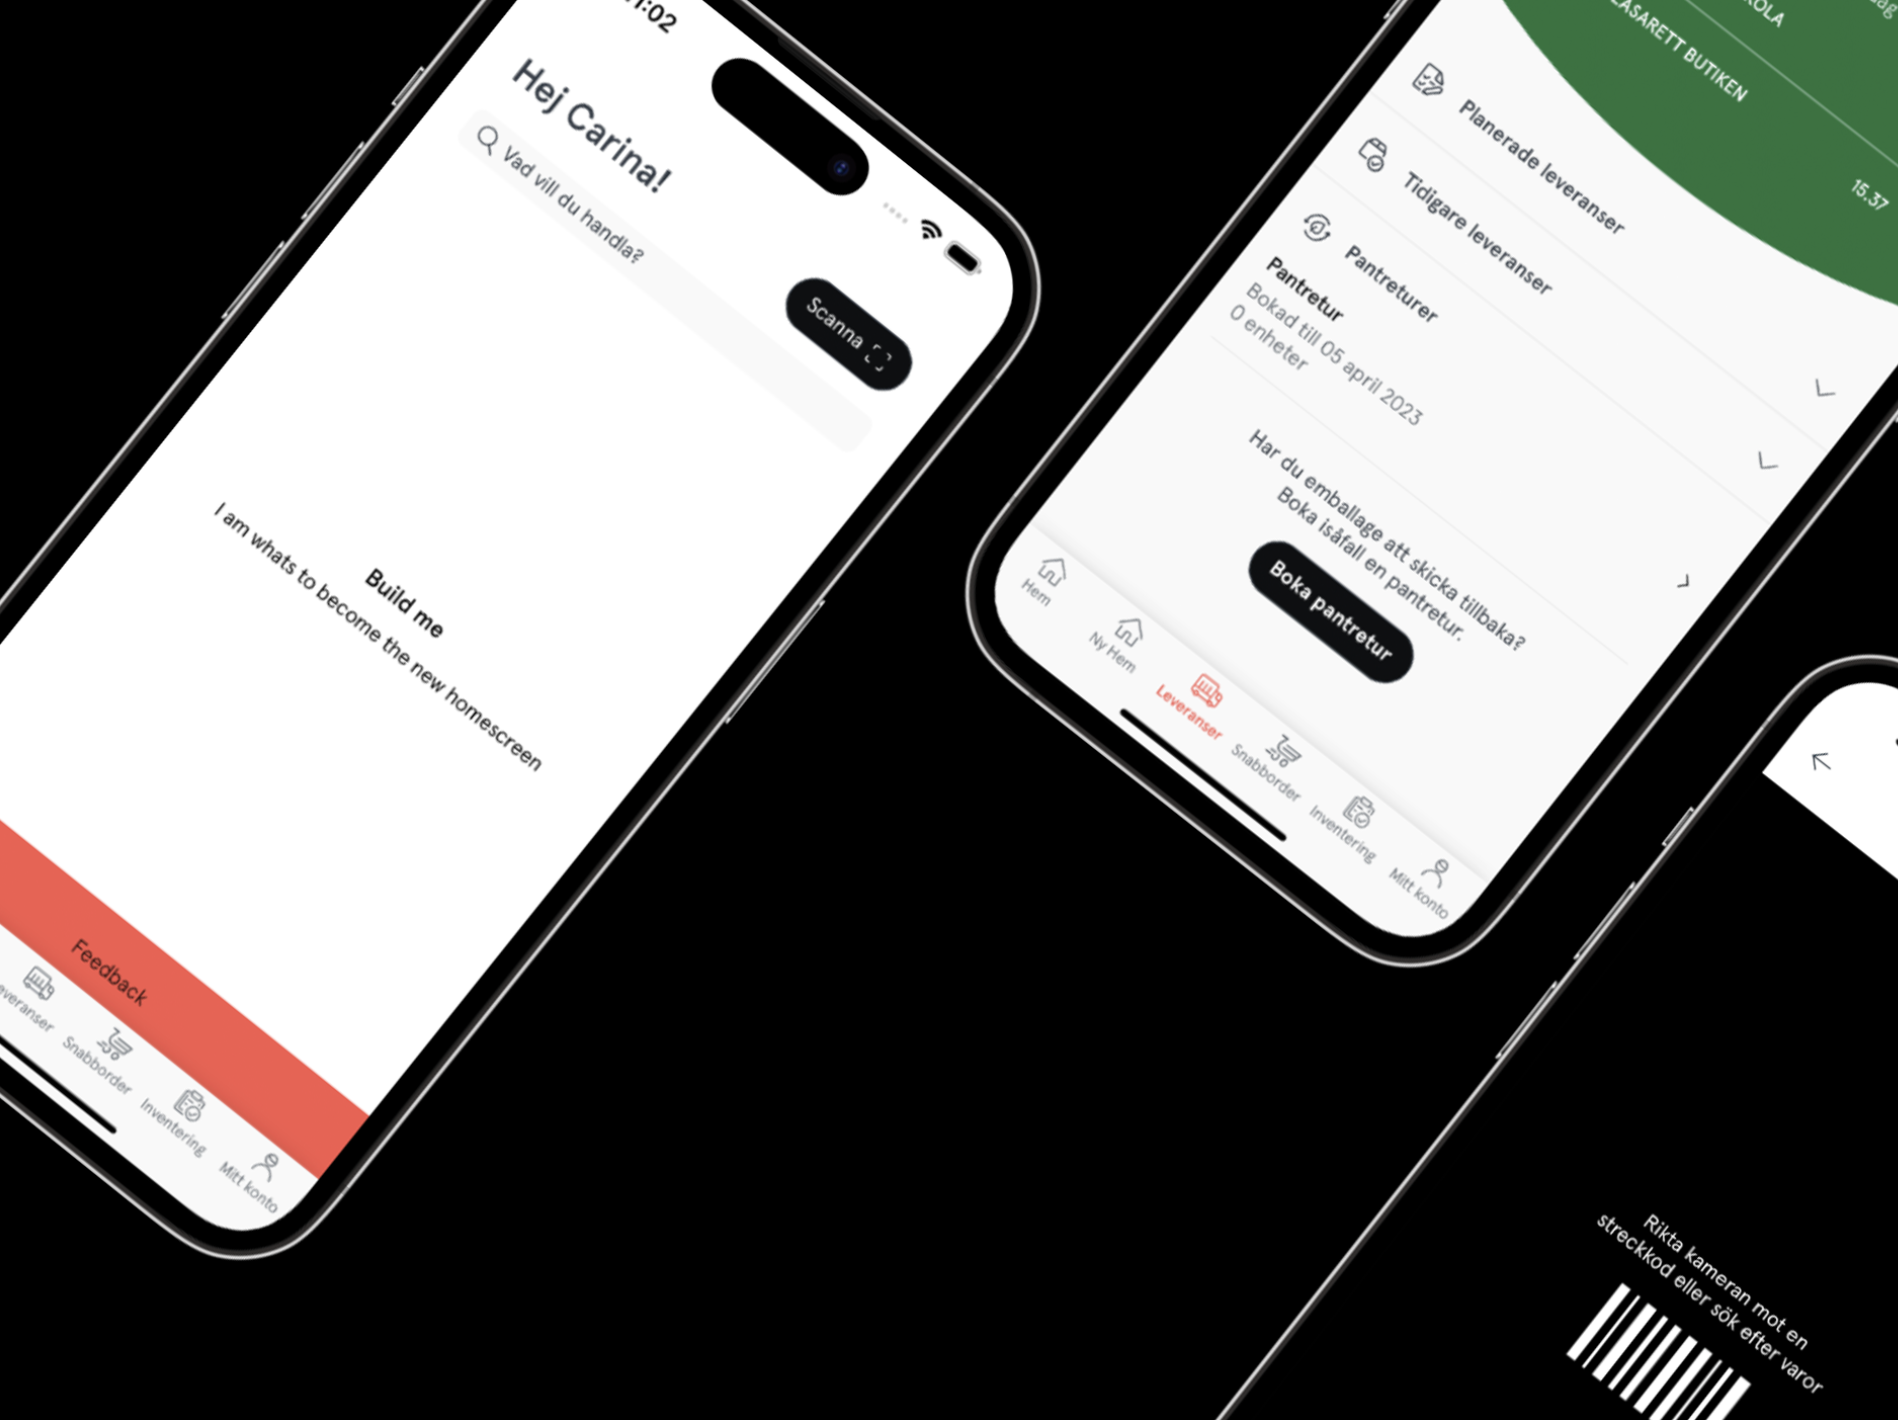 :02
Hej Carina!
Vad vill du handla?
Scanna
Build me
I am whats to become the new homescreen
Feedback
Snabborder
Inventering
Mitt konto
LASARETT BUTIKEN
15.37
Planerade leveranser
Tidigare leveranser
Pantreturer
Pantretur
Bokad till 05 april 2023
0 enheter
Har du emballage att skicka tillbaka?
Boka isåfall en pantretur.
Boka pantretur
Hem
Ny Hem
Leveranser
Snabborder
Inventering
Mitt konto
Rikta kameran mot en
streckkod eller sök efter varor